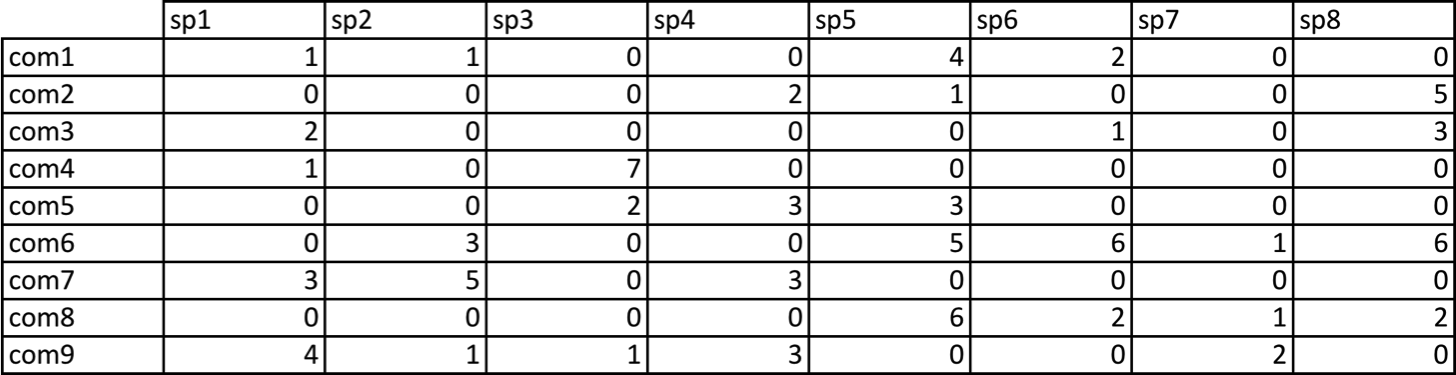 sp1 sp2 sp3 sp4 sp5 sp6 sp7 sp8
com1 1 1 0 0 4 2 0 0
com2 0 0 0 2 1 0 0 5
com3 2 0 0 0 0 1 0 3
com4 1 0 7 0 0 0 0 0
com5 0 0 2 3 3 0 0 0
com6 0 3 0 0 5 6 1 6
com7 3 5 0 3 0 0 0 0
com8 0 0 0 0 6 2 1 2
com9 4 1 1 3 0 0 2 0